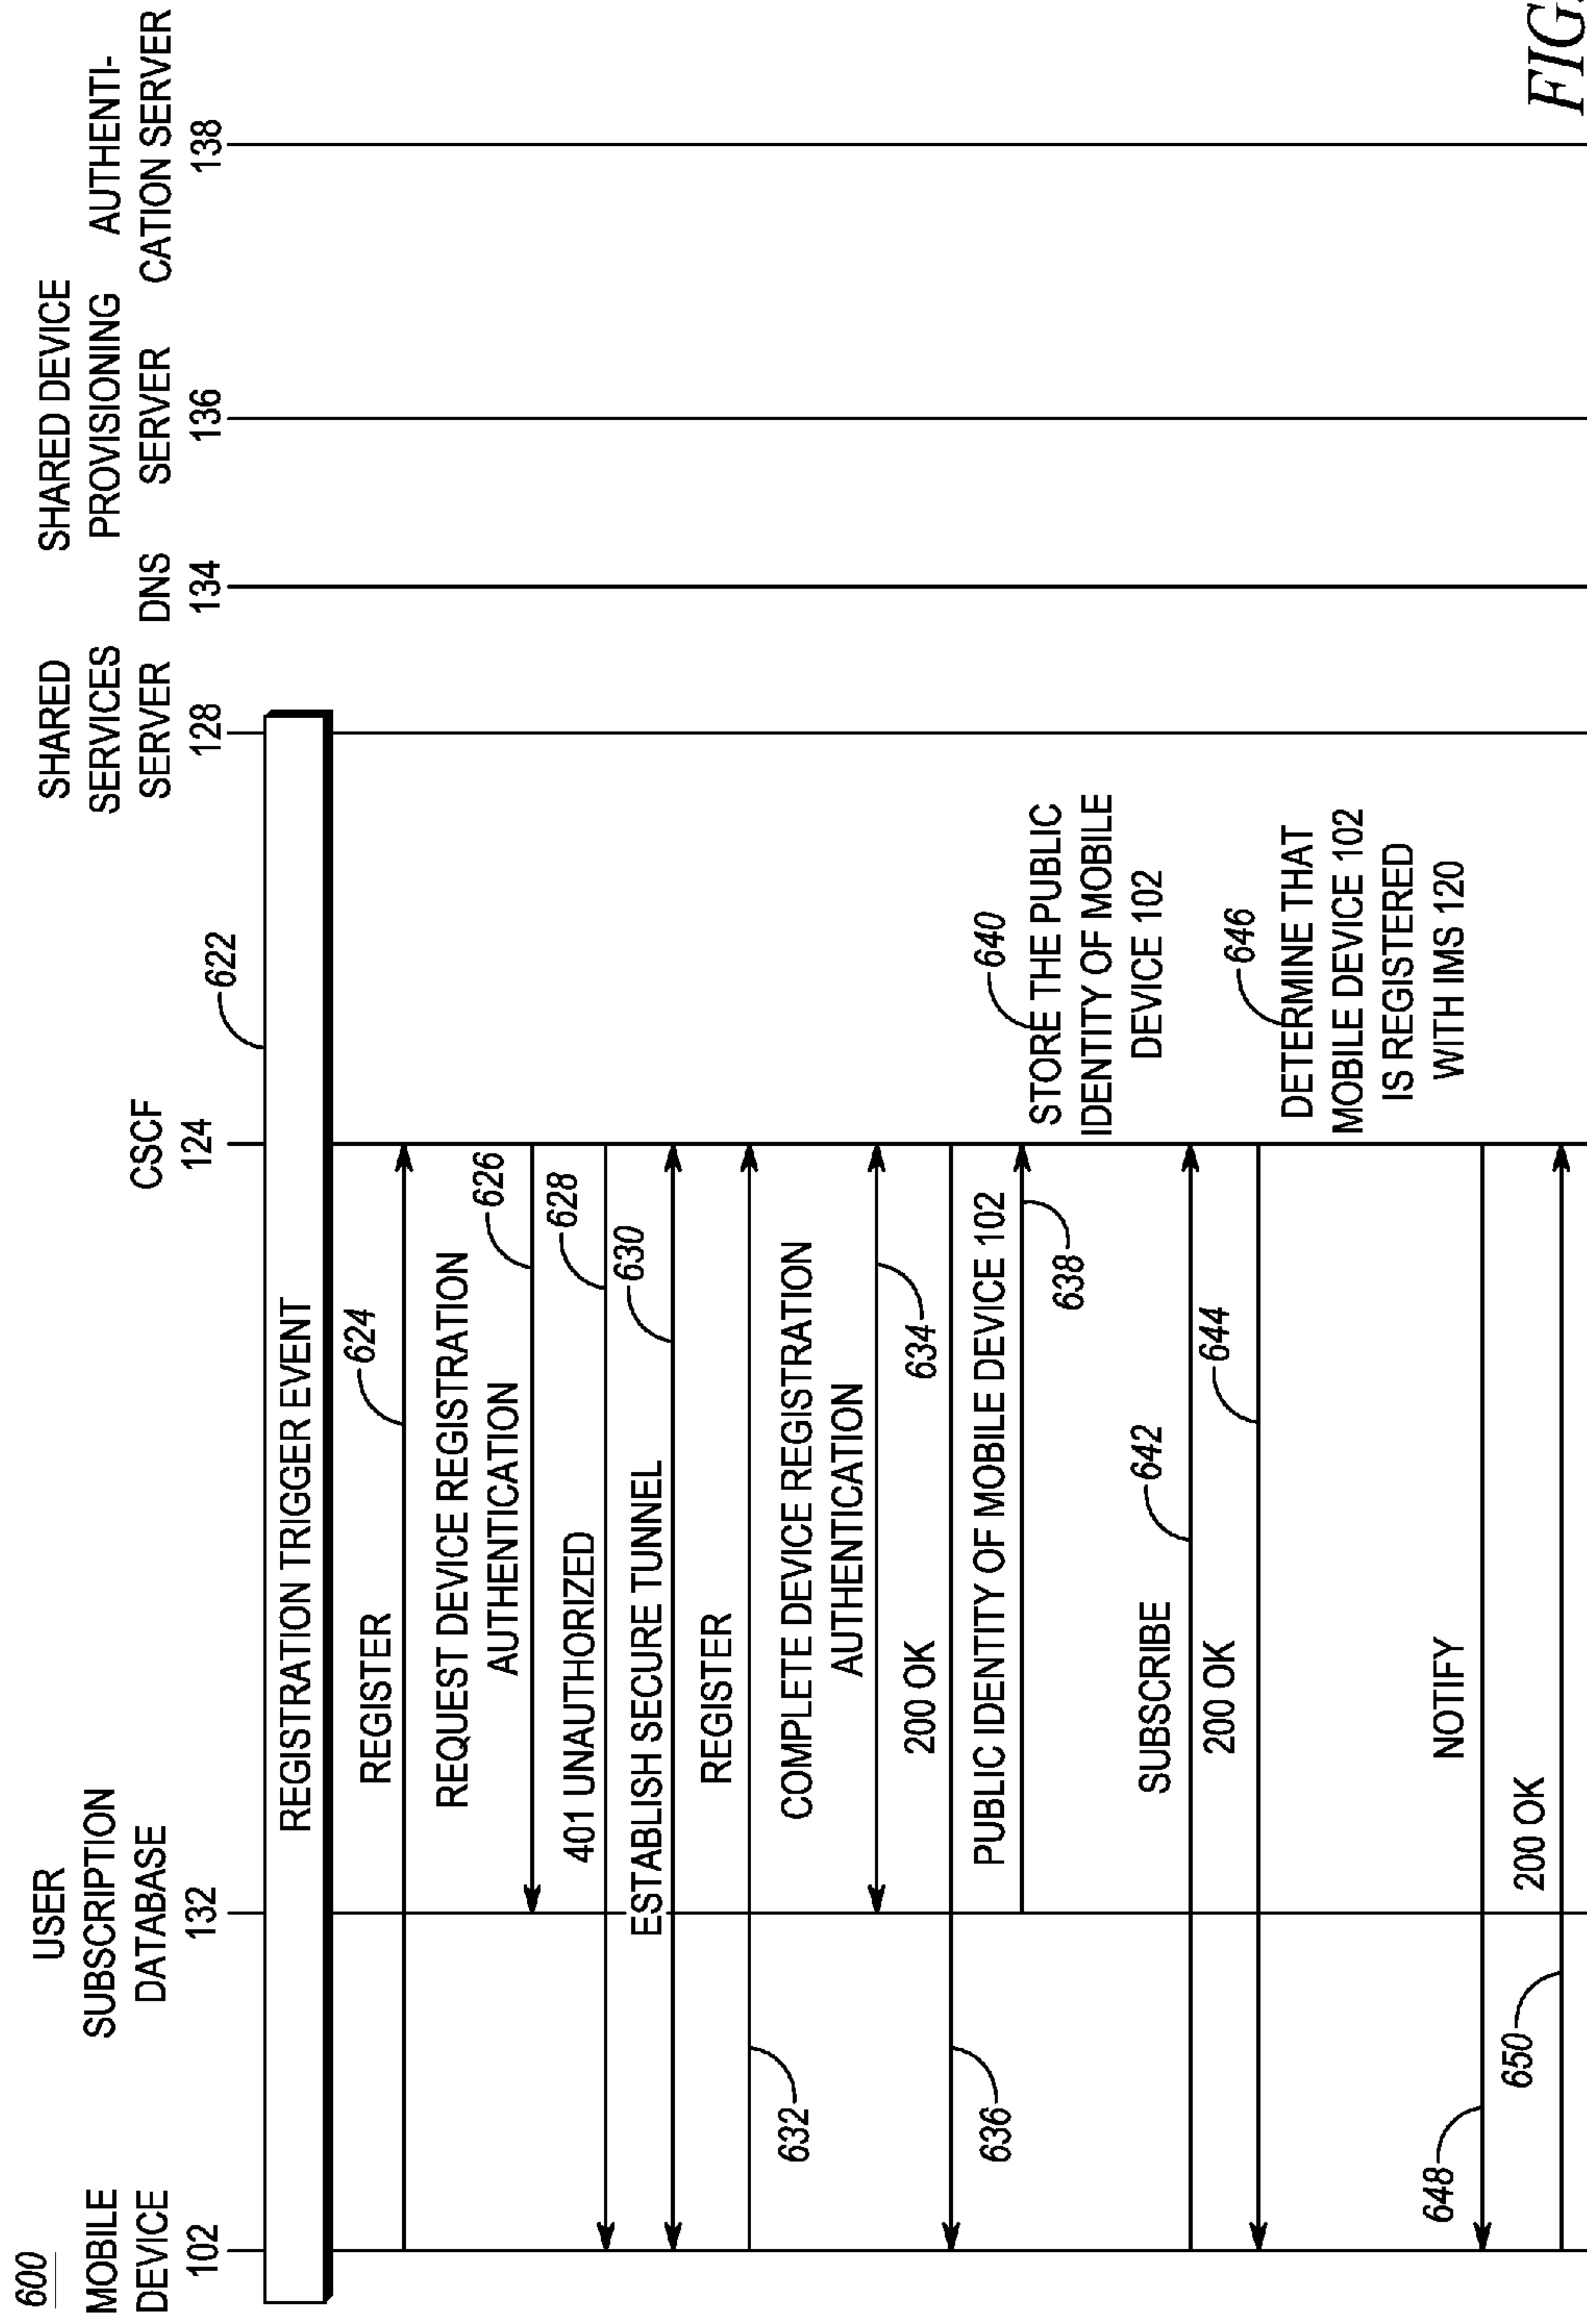 600
MOBILE
DEVICE
102
USER
SUBSCRIPTION
DATABASE
132
CSCF
124
SHARED
SERVICES
SERVER
128
DNS
134
SHARED DEVICE
PROVISIONING
SERVER
136
AUTHENTI-
CATION SERVER
138
622
REGISTRATION TRIGGER EVENT
REGISTER
624
REQUEST DEVICE REGISTRATION
AUTHENTICATION
626
401 UNAUTHORIZED
628
ESTABLISH SECURE TUNNEL
630
REGISTER
632
COMPLETE DEVICE REGISTRATION
AUTHENTICATION
634
200 OK
636
PUBLIC IDENTITY OF MOBILE DEVICE 102
638
640
STORE THE PUBLIC
IDENTITY OF MOBILE
DEVICE 102
SUBSCRIBE
642
200 OK
644
646
DETERMINE THAT
MOBILE DEVICE 102
IS REGISTERED
WITH IMS 120
NOTIFY
648
200 OK
650
FIG.